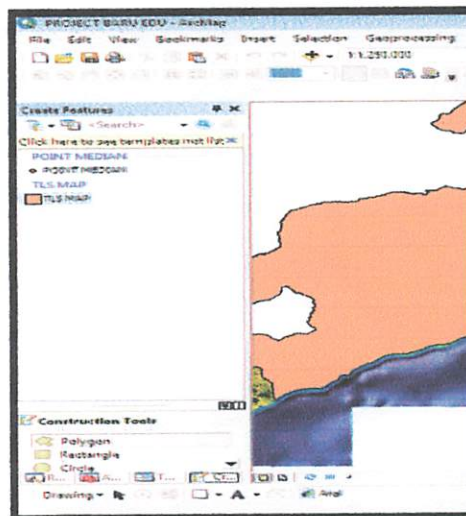 PROJECT BARU EDU - ArcMap
File Edit View Bookmarks Insert Selection Geoprocessing
1:1.250.000
Create Features
<Search>
Click here to see templates not list
POINT MEDIAN
POINT MEDIAN
TLS MAP
TLS MAP
Construction Tools
Polygon
Rectangle
Circle
R... A... T... Cr...
Drawing A Arial